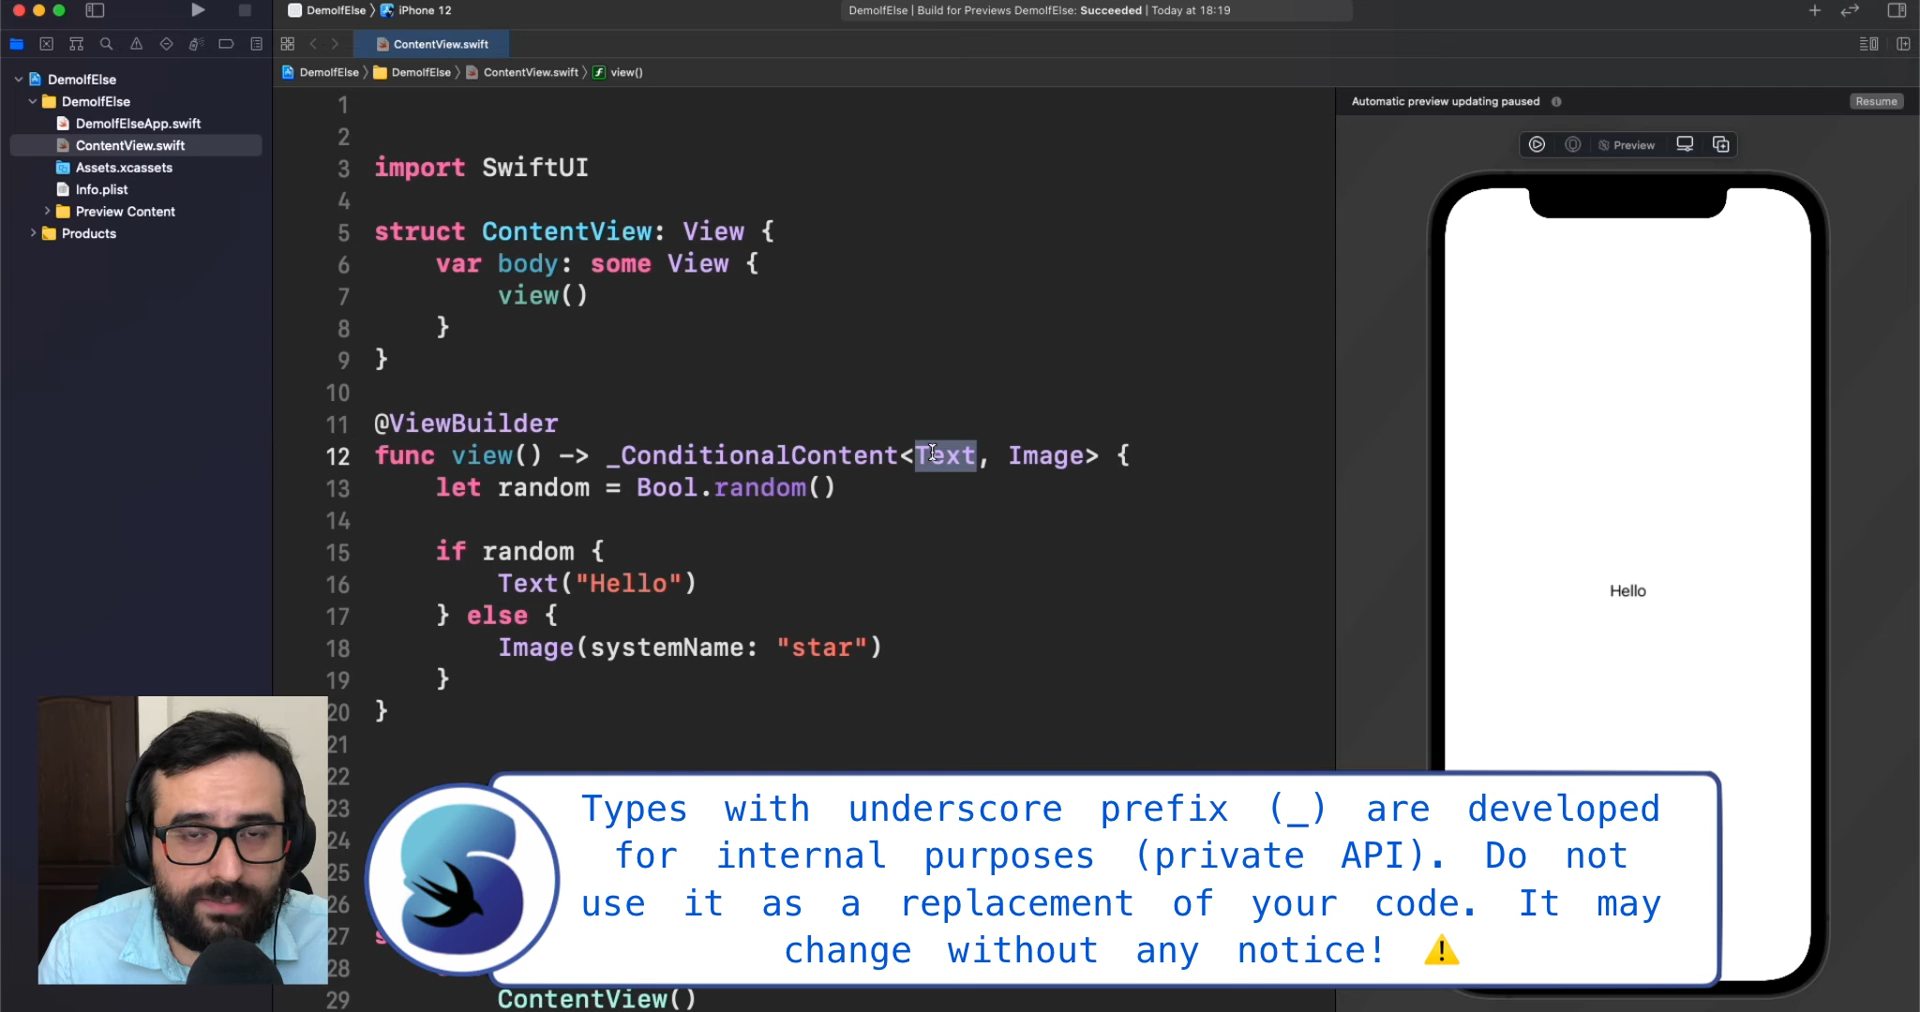 DemoIfElse
iPhone 12
DemoIfElse | Build for Previews DemoIfElse: Succeeded | Today at 18:19
ContentView.swift
DemoIfElse
DemoIfElse
ContentView.swift
view()
DemoIfElse
DemoIfElse
DemoIfElseApp.swift
ContentView.swift
Assets.xcassets
Info.plist
Preview Content
Products
1
2
3 import SwiftUI
4
5 struct ContentView: View {
6 var body: some View {
7 view()
8 }
9 }
10
11 @ViewBuilder
12 func view() -> _ConditionalContent<Text, Image> {
13 let random = Bool.random()
14
15 if random {
16 Text("Hello")
17 } else {
18 Image(systemName: "star")
19 }
20 }
21
22
23
24
25
26
27
28
29 ContentView()
Automatic preview updating paused
Resume
Preview
Hello
Types with underscore prefix (_) are developed
for internal purposes (private API). Do not
use it as a replacement of your code. It may
change without any notice! ⚠️